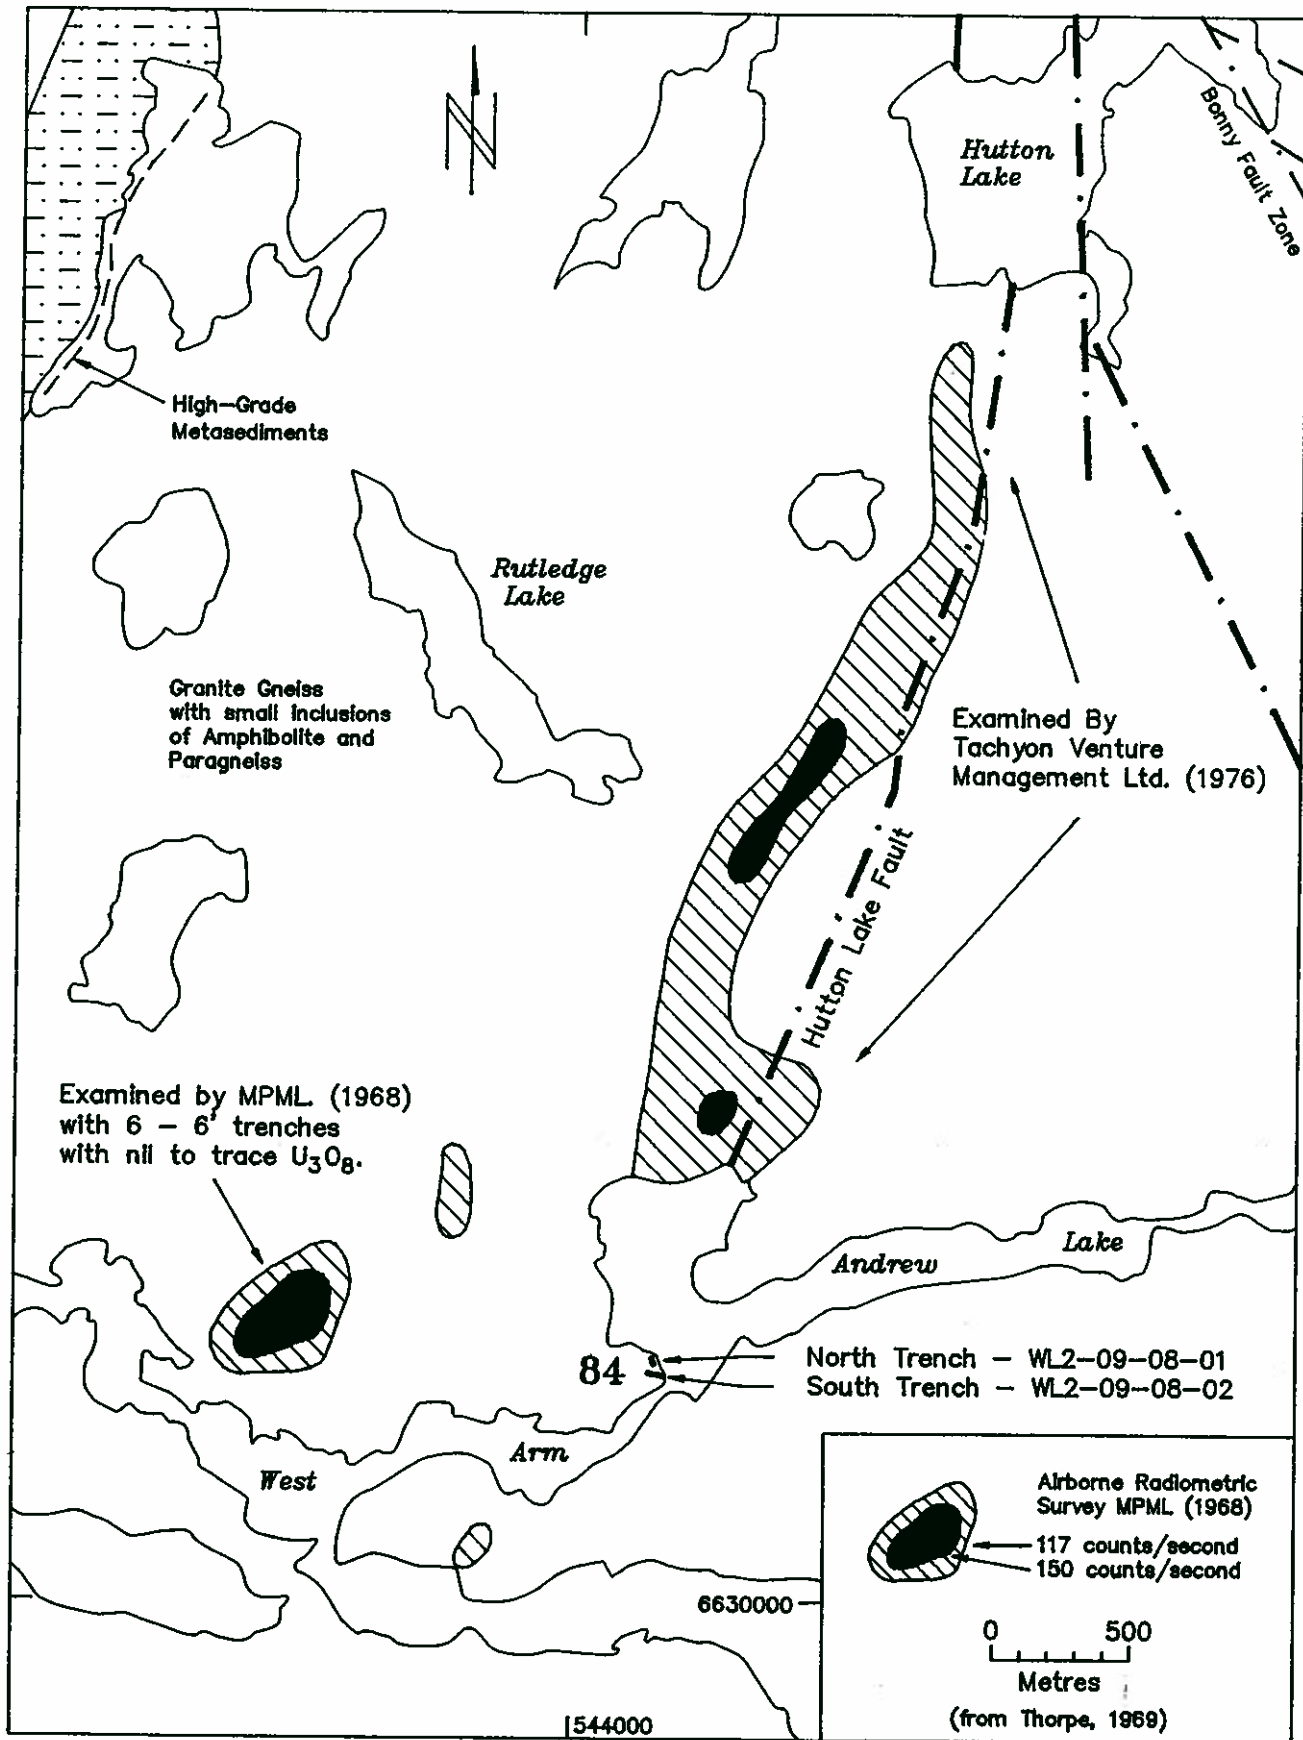 N
Hutton
Lake
Bonny Fault Zone
High-Grade
Metasediments
Rutledge
Lake
Granite Gneiss
with small inclusions
of Amphibolite and
Paragneiss
Examined By
Tachyon Venture
Management Ltd. (1976)
Hutton Lake Fault
Examined by MPML. (1968)
with 6 - 6' trenches
with nil to trace U3O8.
Andrew
Lake
84
North Trench - WL2-09-08-01
South Trench - WL2-09-08-02
Arm
West
Airborne Radiometric
Survey MPML (1968)
117 counts/second
150 counts/second
6630000
0 500
Metres
(from Thorpe, 1969)
544000